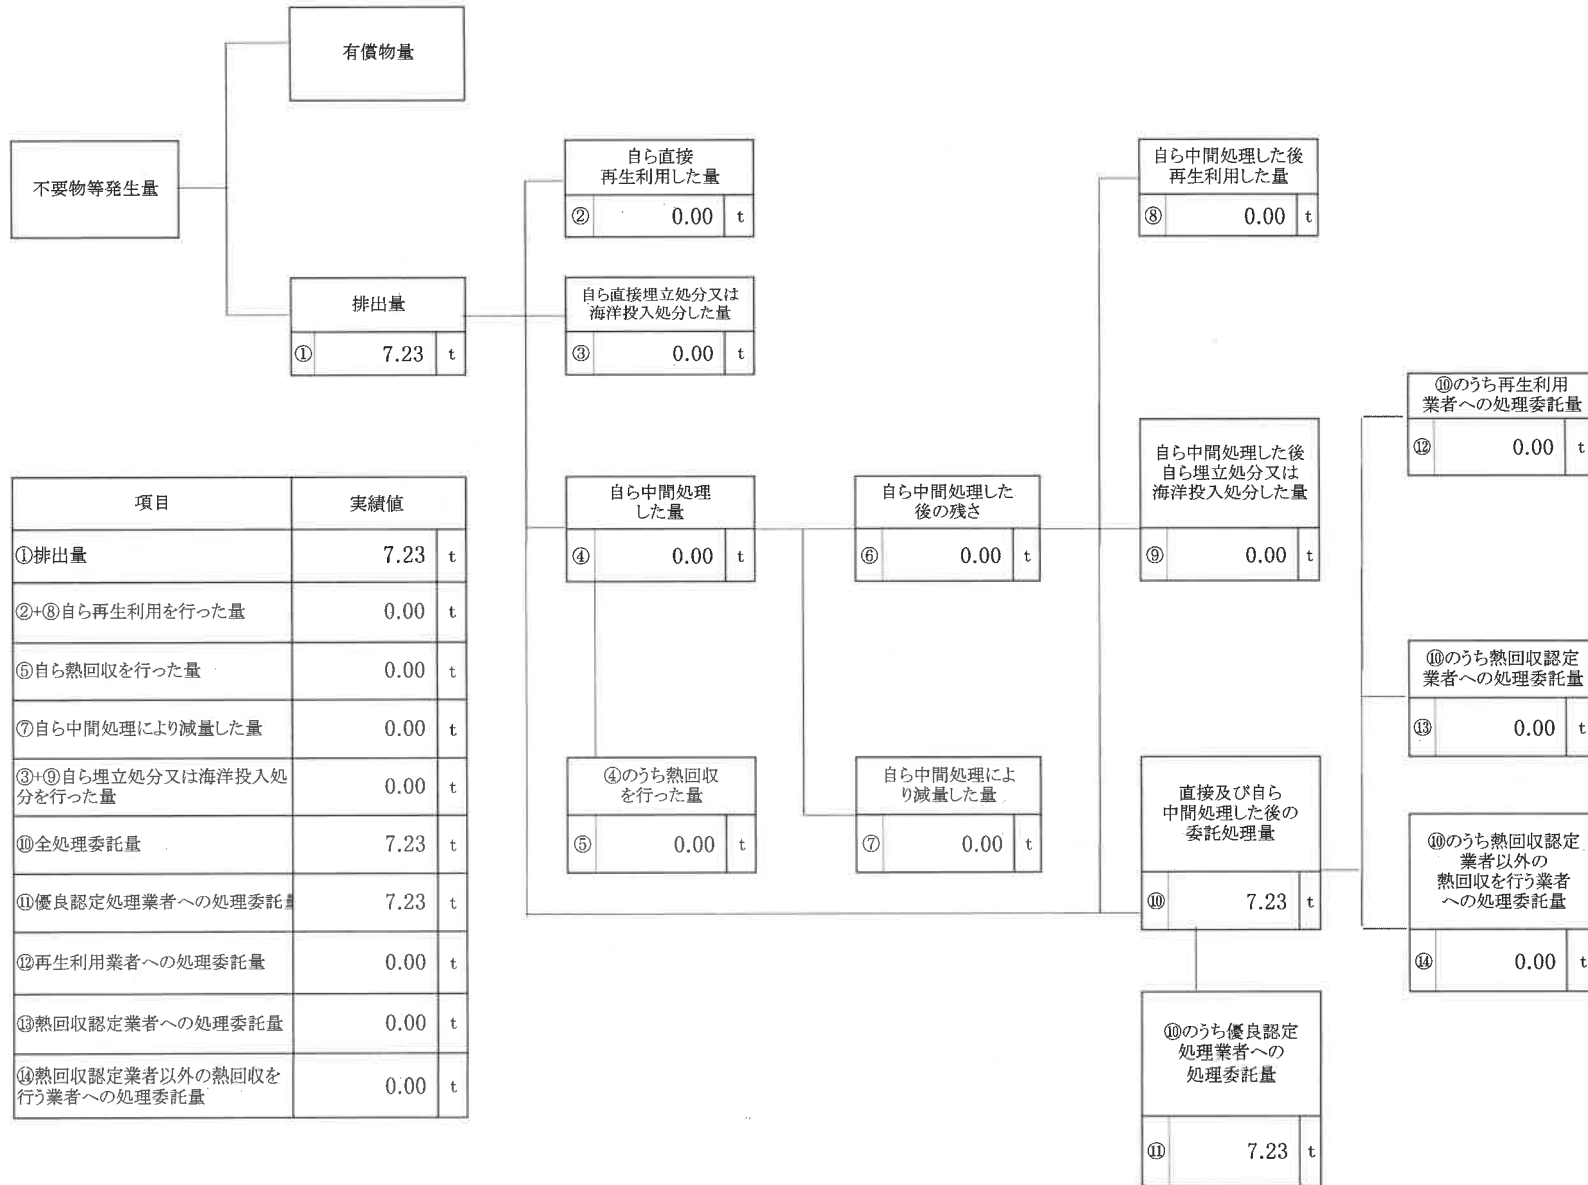 有償物量
不要物等発生量
排出量
① 7.23 t
自ら直接
再生利用した量
② 0.00 t
自ら直接埋立処分又は
海洋投入処分した量
③ 0.00 t
自ら中間処理
した量
④ 0.00 t
④のうち熱回収
を行った量
⑤ 0.00 t
自ら中間処理した
後の残さ
⑥ 0.00 t
自ら中間処理によ
り減量した量
⑦ 0.00 t
自ら中間処理した後
再生利用した量
⑧ 0.00 t
自ら中間処理した後
自ら埋立処分又は
海洋投入処分した量
⑨ 0.00 t
直接及び自ら
中間処理した後の
委託処理量
⑩ 7.23 t
⑩のうち優良認定
処理業者への
処理委託量
⑪ 7.23 t
⑩のうち再生利用
業者への処理委託量
⑫ 0.00 t
⑩のうち熱回収認定
業者への処理委託量
⑬ 0.00 t
⑩のうち熱回収認定
業者以外の
熱回収を行う業者
への処理委託量
⑭ 0.00 t
項目 実績値
①排出量 7.23 t
②+⑧自ら再生利用を行った量 0.00 t
⑤自ら熱回収を行った量 0.00 t
⑦自ら中間処理により減量した量 0.00 t
③+⑨自ら埋立処分又は海洋投入処
分を行った量 0.00 t
⑩全処理委託量 7.23 t
⑪優良認定処理業者への処理委託量 7.23 t
⑫再生利用業者への処理委託量 0.00 t
⑬熱回収認定業者への処理委託量 0.00 t
⑭熱回収認定業者以外の熱回収を
行う業者への処理委託量 0.00 t